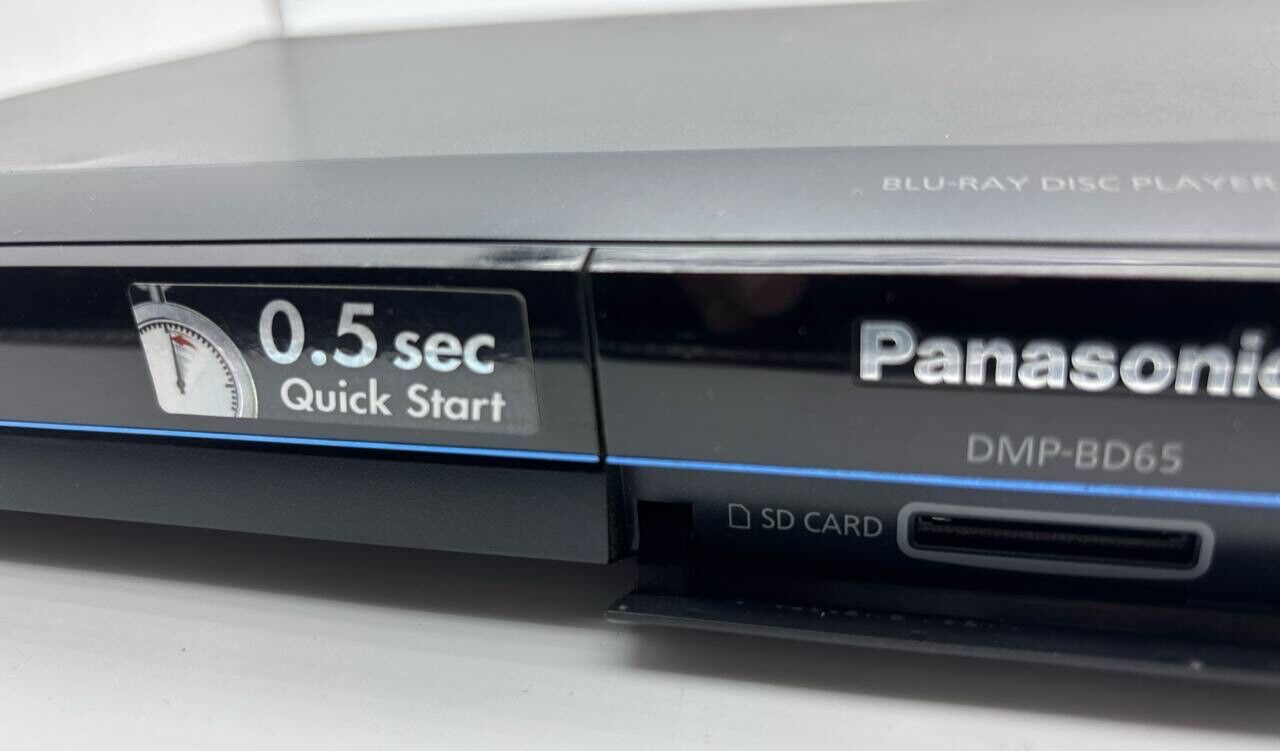 BLU-RAY DISC PLAYER
0.5 sec
Quick Start
Panasonic
DMP-BD65
SD CARD